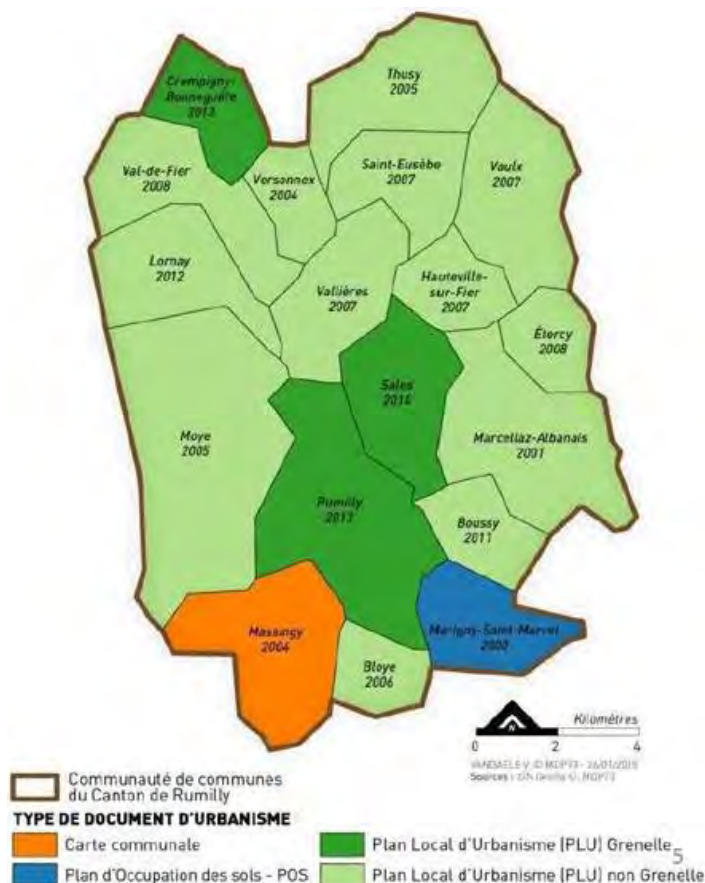 Crempigny-
Bonneguête
2013
Thusy
2005
Val-de-Fier
2008
Versonnex
2004
Saint-Eusèbe
2007
Vaulx
2007
Lornay
2012
Vallières
2007
Hauteville-
sur-Fier
2007
Étercy
2008
Sales
Moye
2005
Marcellaz-Albanais
2001
Rumilly
2013
Boussy
2011
Massingy
2004
Marigny-Saint-Marcel
Bloye
2006
Kilomètres
0 2 4
Communauté de communes
du Canton de Rumilly
TYPE DE DOCUMENT D'URBANISME
Carte communale
Plan Local d'Urbanisme (PLU) Grenelle
5
Plan d'Occupation des sols - POS
Plan Local d'Urbanisme (PLU) non Grenelle